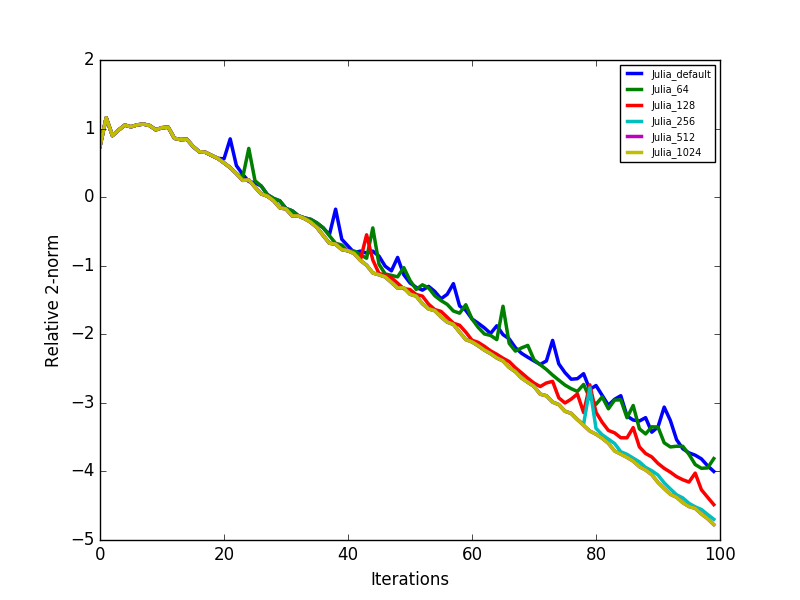 2
1
0
−1
−2
−3
−4
−5
Relative 2-norm
0 20 40 60 80 100
Iterations
Julia_default
Julia_64
Julia_128
Julia_256
Julia_512
Julia_1024